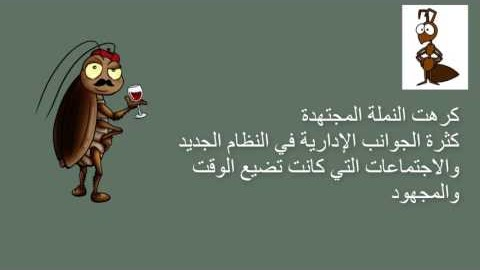 كرهت النملة المجتهدة
كثرة الجوانب الإدارية في النظام الجديد
والاجتماعات التي كانت تضيع الوقت
والمجهود